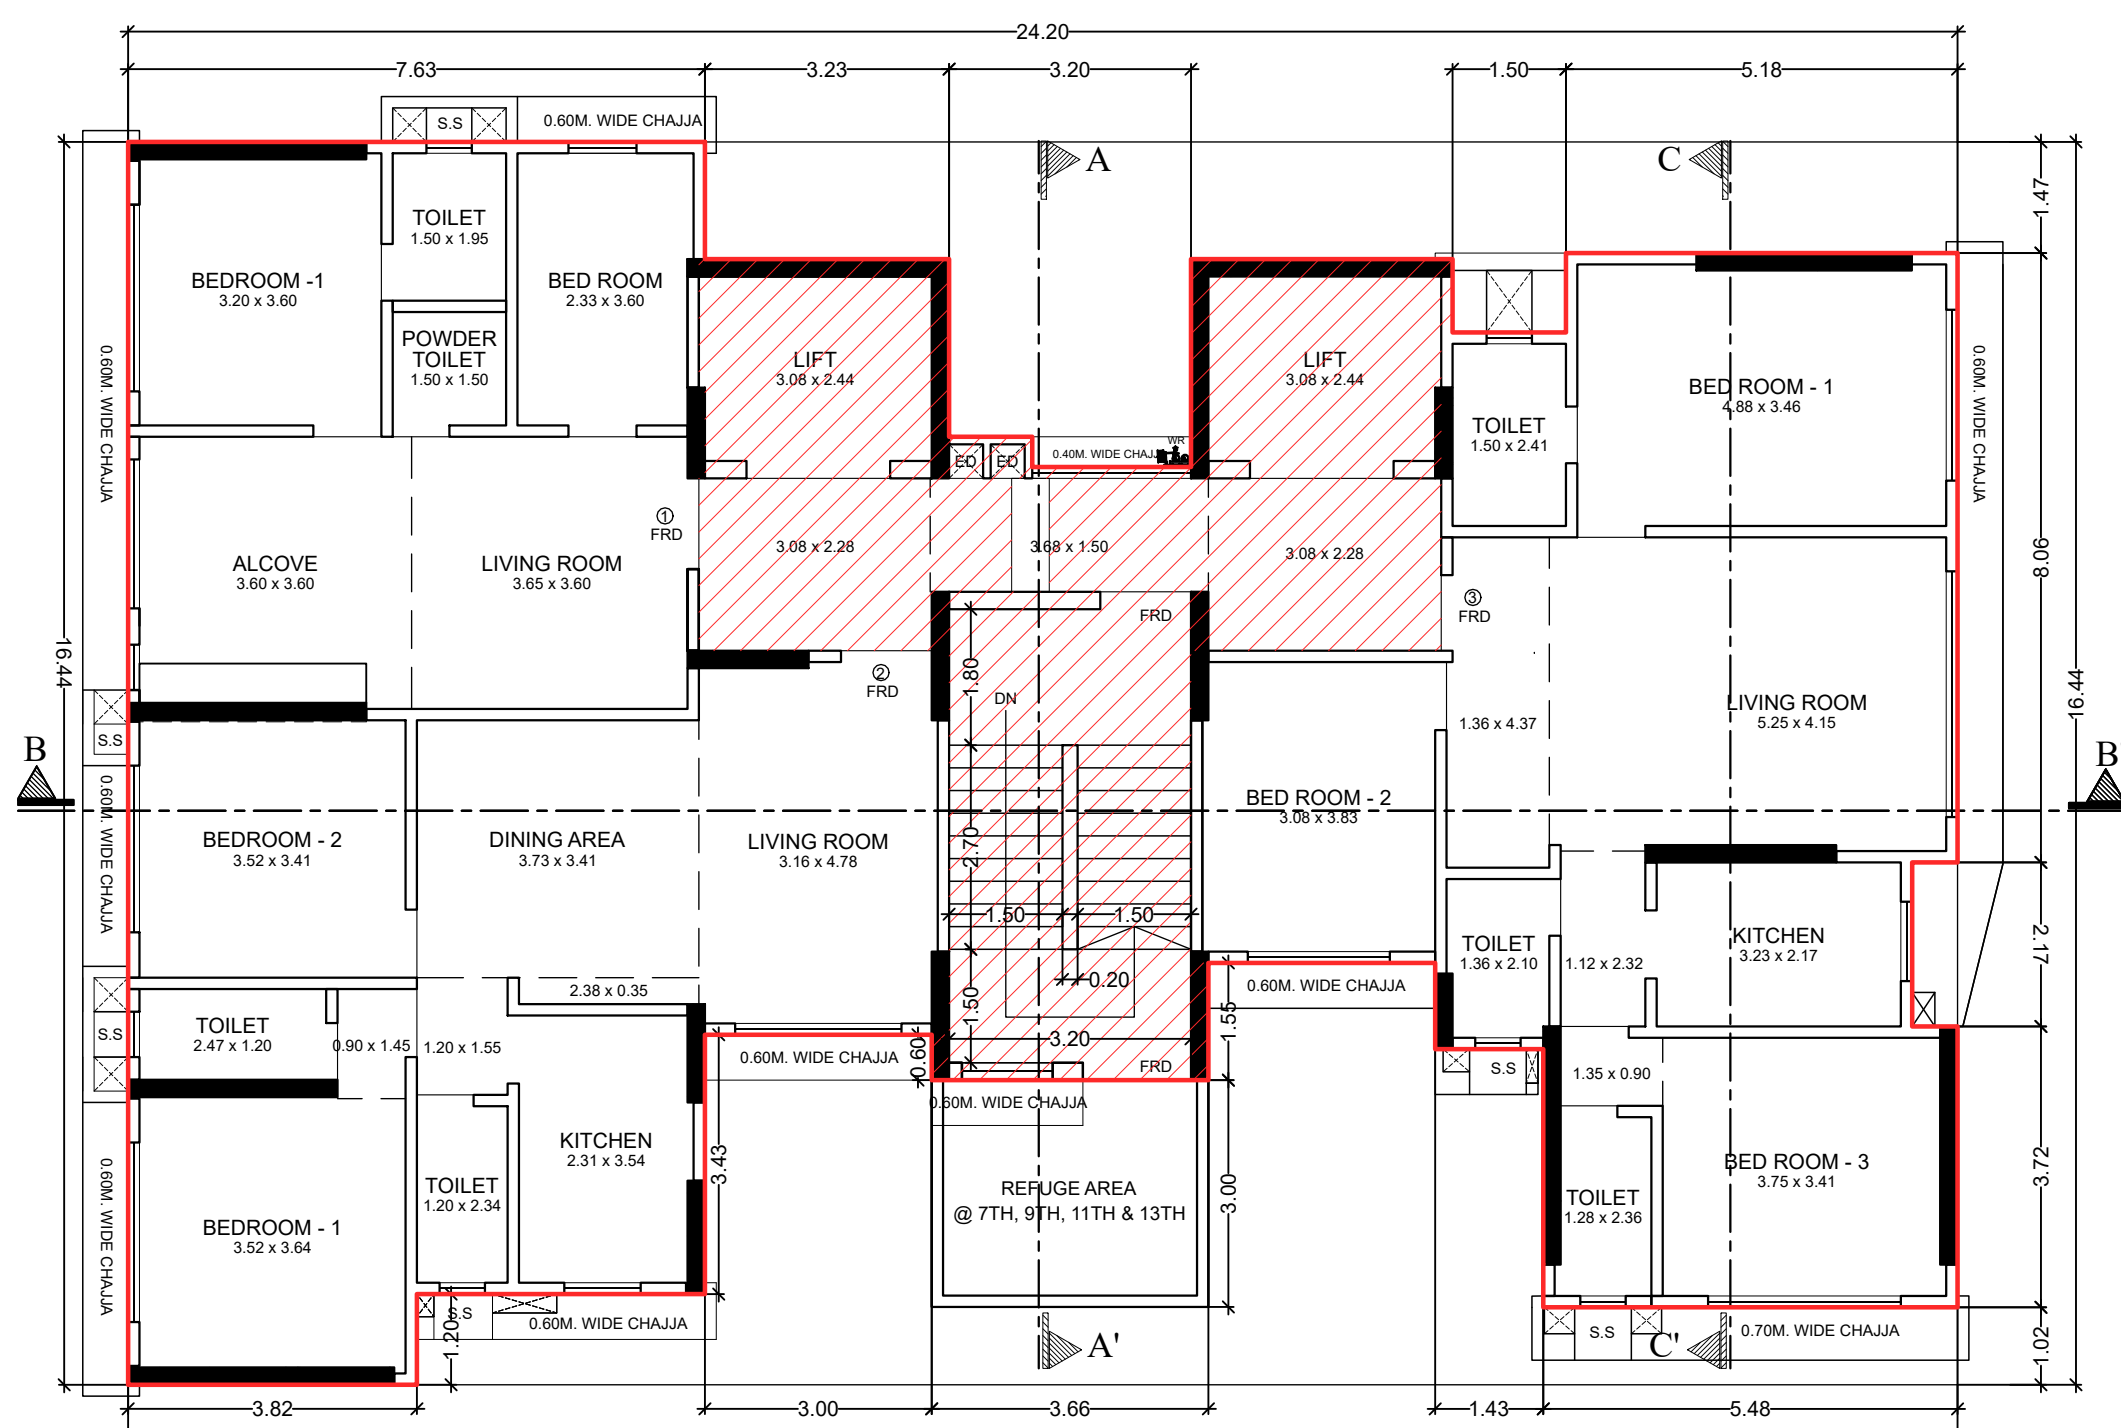 24.20
7.63
3.23
3.20
1.50
5.18
S.S
0.60M. WIDE CHAJJA
A
C
1.47
TOILET
1.50 x 1.95
BEDROOM -1
3.20 x 3.60
BED ROOM
2.33 x 3.60
POWDER
TOILET
1.50 x 1.50
LIFT
3.08 x 2.44
LIFT
3.08 x 2.44
0.60M. WIDE CHAJJA
0.60M. WIDE CHAJJA
BED ROOM - 1
4.88 x 3.46
TOILET
1.50 x 2.41
WR
ED
ED
0.40M. WIDE CHAJJA
1
FRD
3.08 x 2.28
3.68 x 1.50
3.08 x 2.28
8.06
ALCOVE
3.60 x 3.60
LIVING ROOM
3.65 x 3.60
3
FRD
FRD
16.44
16.44
2
FRD
1.80
DN
1.36 x 4.37
LIVING ROOM
5.25 x 4.15
S.S
B
B
0.60M. WIDE CHAJJA
BEDROOM - 2
3.52 x 3.41
DINING AREA
3.73 x 3.41
LIVING ROOM
3.16 x 4.78
2.70
BED ROOM - 2
3.08 x 3.83
1.50
1.50
TOILET
1.36 x 2.10
1.12 x 2.32
KITCHEN
3.23 x 2.17
2.17
2.38 x 0.35
0.20
1.50
0.60M. WIDE CHAJJA
1.55
S.S
TOILET
2.47 x 1.20
0.90 x 1.45
1.20 x 1.55
0.60M. WIDE CHAJJA
0.60
3.20
FRD
S.S
1.35 x 0.90
0.60M. WIDE CHAJJA
0.60M. WIDE CHAJJA
KITCHEN
2.31 x 3.54
3.43
TOILET
1.20 x 2.34
BEDROOM - 1
3.52 x 3.64
REFUGE AREA
@ 7TH, 9TH, 11TH & 13TH
3.00
TOILET
1.28 x 2.36
BED ROOM - 3
3.75 x 3.41
3.72
S.S
0.60M. WIDE CHAJJA
1.20
A'
S.S
C'
0.70M. WIDE CHAJJA
1.02
3.82
3.00
3.66
1.43
5.48